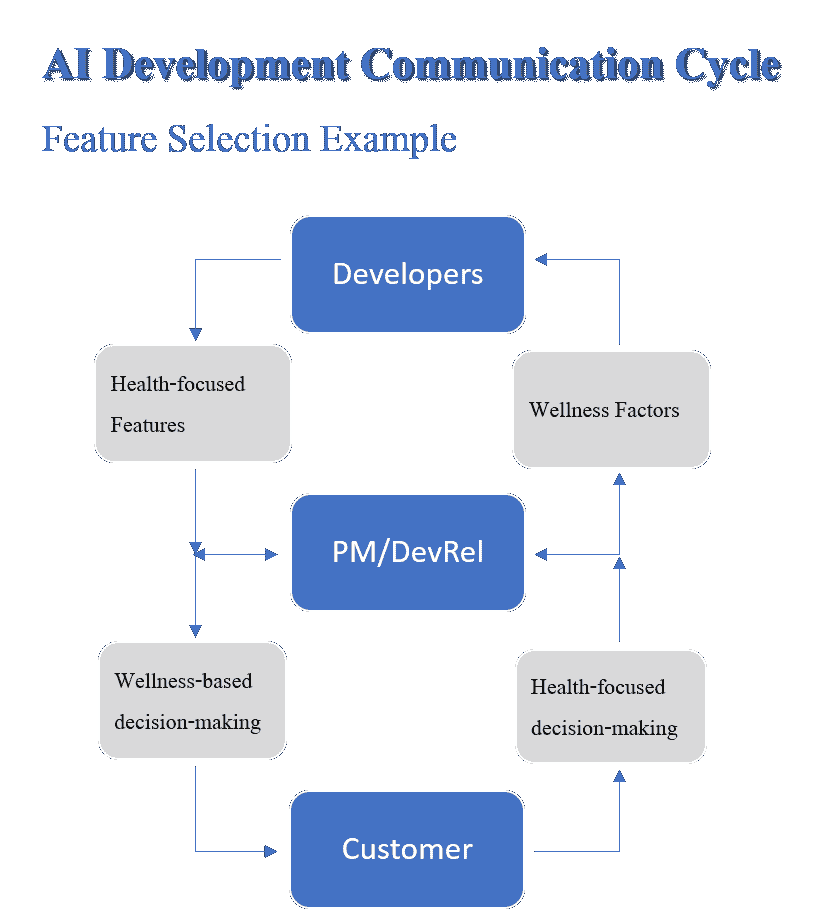 AI Development Communication Cycle
Feature Selection Example
Developers
Health-focused
Features
Wellness Factors
PM/DevRel
Wellness-based
decision-making
Health-focused
decision-making
Customer